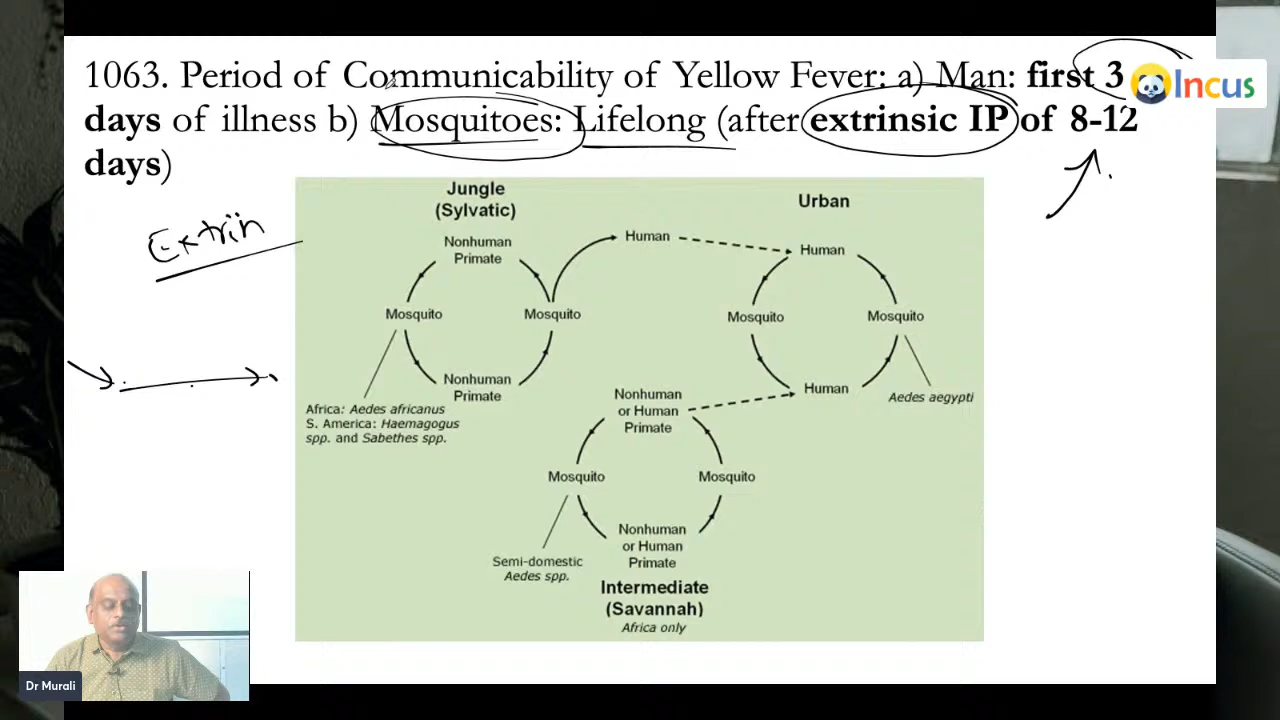 1063. Period of Communicability of Yellow Fever: a) Man: first 3
days of illness b) Mosquitoes: Lifelong (after extrinsic IP of 8-12
days)
Incus
Extrin
Jungle
(Sylvatic)
Nonhuman
Primate
Mosquito
Mosquito
Nonhuman
Primate
Africa: Aedes africanus
S. America: Haemagogus
spp. and Sabethes spp.
Human
Urban
Human
Mosquito
Mosquito
Human
Aedes aegypti
Nonhuman
or Human
Primate
Mosquito
Mosquito
Nonhuman
or Human
Primate
Semi-domestic
Aedes spp.
Intermediate
(Savannah)
Africa only
Dr Murali